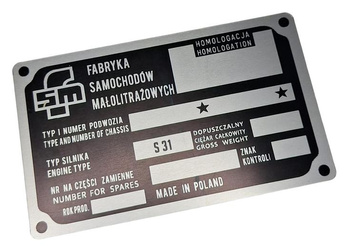 HOMOLOGACJA
HOMOLOGATION
fsm
FABRYKA
SAMOCHODÓW
MAŁOLITRAŻOWYCH
TYP I NUMER PODWOZIA
TYPE AND NUMBER OF CHASSIS
TYP SILNIKA
ENGINE TYPE
S 31
DOPUSZCZALNY
CIĘŻAR CAŁKOWITY
GROSS WEIGHT
NR NA CZĘŚCI ZAMIENNE
NUMBER FOR SPARES
ZNAK
KONTROLI
ROK PROD.
MADE IN POLAND